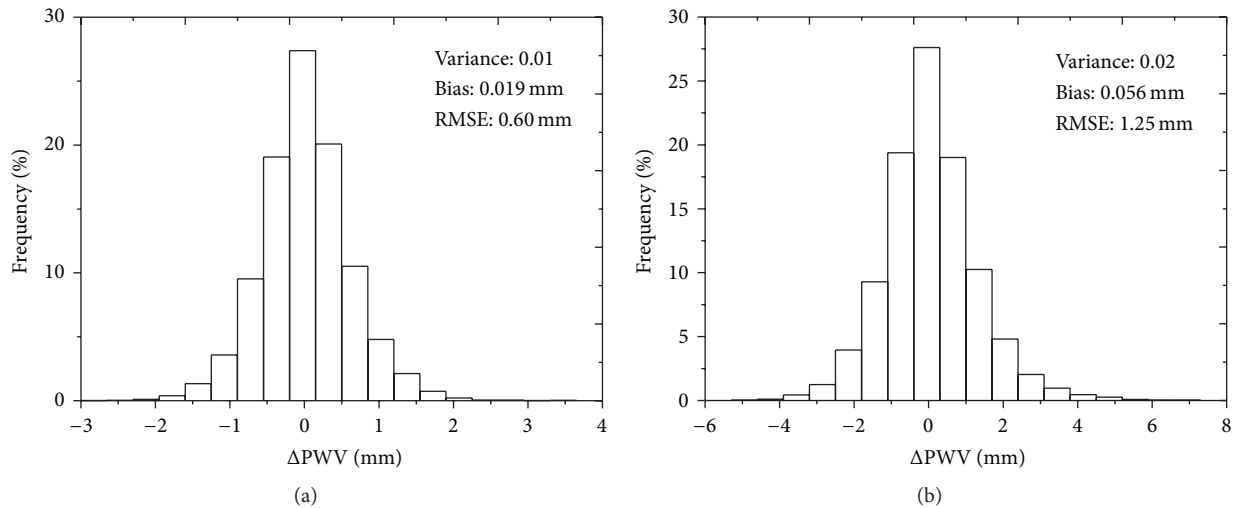 30
20
10
0
Frequency (%)
Variance: 0.01
Bias: 0.019 mm
RMSE: 0.60 mm
−3 −2 −1 0 1 2 3 4
ΔPWV (mm)
(a)
30
25
20
15
10
5
0
Frequency (%)
Variance: 0.02
Bias: 0.056 mm
RMSE: 1.25 mm
−6 −4 −2 0 2 4 6 8
ΔPWV (mm)
(b)